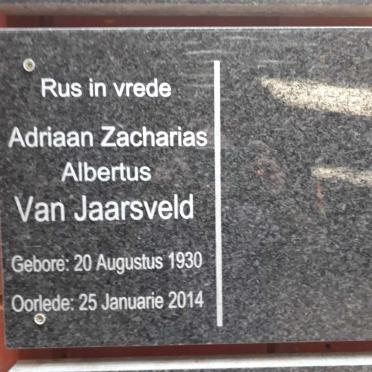 Rus in vrede
Adriaan Zacharias
Albertus
Van Jaarsveld
Gebore: 20 Augustus 1930
Oorlede: 25 Januarie 2014